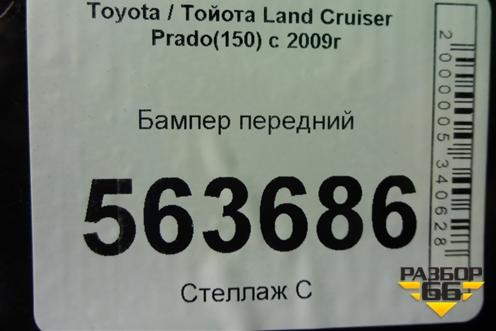 Toyota / Тойота Land Cruiser
Prado(150) с 2009г
Бампер передний
563686
Стеллаж С
2000005340628
РАЗБОР
66